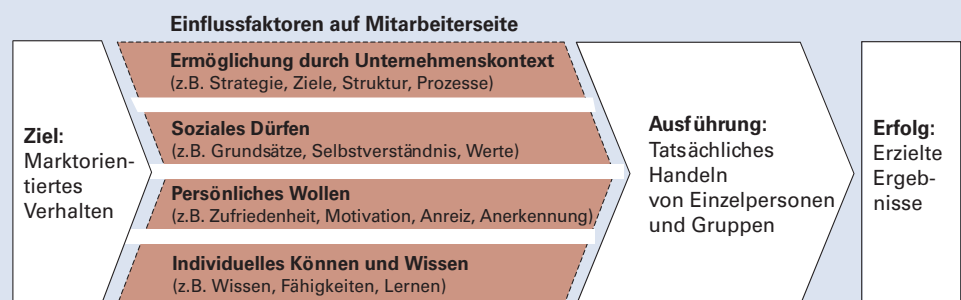 Einflussfaktoren auf Mitarbeiterseite
Ziel:
Marktorien-
tiertes
Verhalten
Ermöglichung durch Unternehmenskontext
(z.B. Strategie, Ziele, Struktur, Prozesse)
Soziales Dürfen
(z.B. Grundsätze, Selbstverständnis, Werte)
Persönliches Wollen
(z.B. Zufriedenheit, Motivation, Anreiz, Anerkennung)
Individuelles Können und Wissen
(z.B. Wissen, Fähigkeiten, Lernen)
Ausführung:
Tatsächliches
Handeln
von Einzelpersonen
und Gruppen
Erfolg:
Erzielte
Ergeb-
nisse